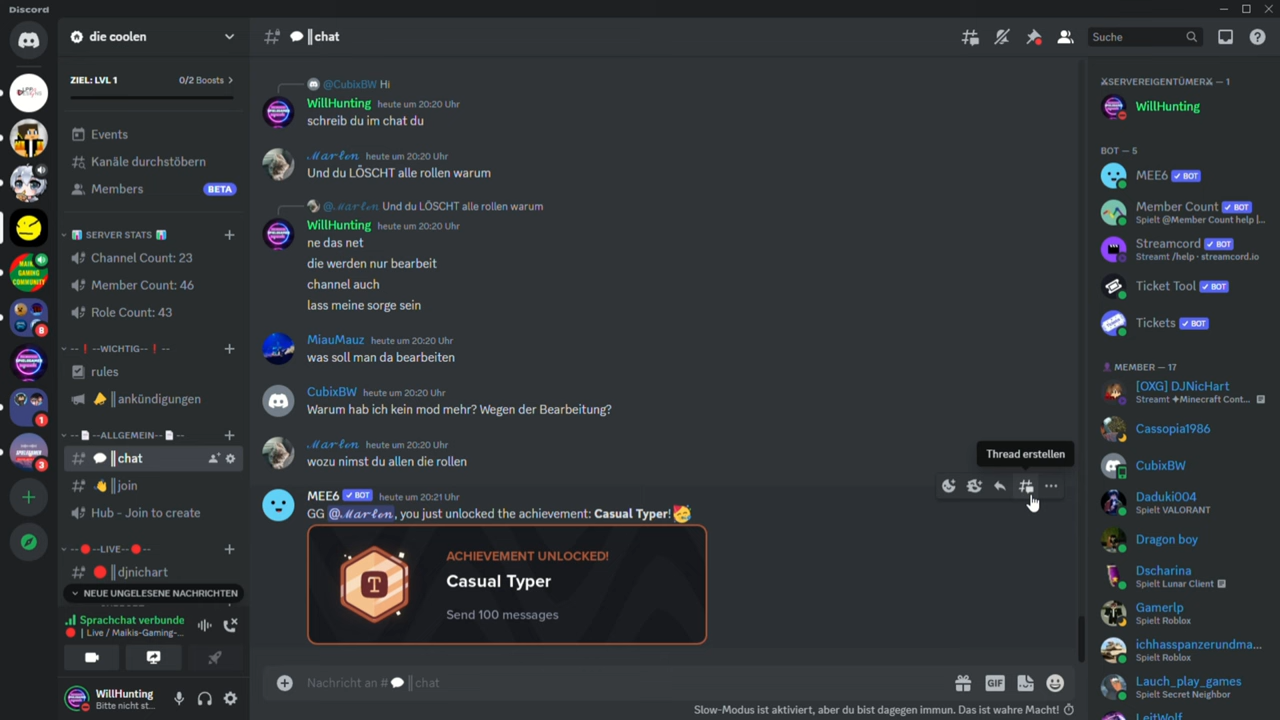 Discord
die coolen
ZIEL: LVL 1 0/2 Boosts
Events
Kanäle durchstöbern
Members BETA
SERVER STATS
Channel Count: 23
Member Count: 46
Role Count: 43
--❗--WICHTIG--❗--
rules
📣║ankündigungen
--📄--ALLGEMEIN--📄--
💬║chat
👋║join
Hub - Join to create
--🔴--LIVE--🔴--
🔴║djnichart
NEUE UNGELESENE NACHRICHTEN
Sprachchat verbunde
🔴 | Live / Maikis-Gaming-...
WillHunting
Bitte nicht st...
💬║chat
Suche
@CubixBW Hi
WillHunting heute um 20:20 Uhr
schreib du im chat du
𝓜𝓪𝓻𝓵𝓸𝓷 heute um 20:20 Uhr
Und du LÖSCHT alle rollen warum
@𝓜𝓪𝓻𝓵𝓸𝓷 Und du LÖSCHT alle rollen warum
WillHunting heute um 20:20 Uhr
ne das net
die werden nur bearbeit
channel auch
lass meine sorge sein
MiauMauz heute um 20:20 Uhr
was soll man da bearbeiten
CubixBW heute um 20:20 Uhr
Warum hab ich kein mod mehr? Wegen der Bearbeitung?
𝓜𝓪𝓻𝓵𝓸𝓷 heute um 20:20 Uhr
wozu nimst du allen die rollen
Thread erstellen
MEE6 ✓ BOT heute um 20:21 Uhr
GG @𝓜𝓪𝓻𝓵𝓸𝓷, you just unlocked the achievement: Casual Typer! 🥳
T
ACHIEVEMENT UNLOCKED!
Casual Typer
Send 100 messages
Nachricht an #💬║chat
GIF
Slow-Modus ist aktiviert, aber du bist dagegen immun. Das ist wahre Macht!
⚔SERVEREIGENTÜMER⚔ — 1
WillHunting
BOT — 5
MEE6 ✓ BOT
Member Count ✓ BOT
Spielt @Member Count help |...
Streamcord ✓ BOT
Streamt /help · streamcord.io
Ticket Tool ✓ BOT
Tickets ✓ BOT
👤MEMBER — 17
[OXG] DJNicHart
Streamt ✦Minecraft Cont...
Cassopia1986
CubixBW
Daduki004
Spielt VALORANT
Dragon boy
Dscharina
Spielt Lunar Client
Gamerlp
Spielt Roblox
ichhasspanzerundma...
Spielt Roblox
Lauch_play_games
Spielt Secret Neighbor
LeitWolf